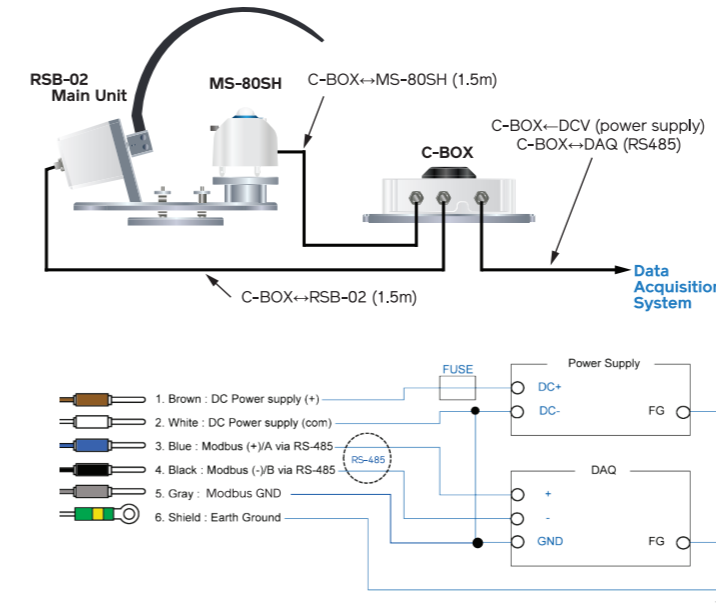 RSB-02
Main Unit
MS-80SH
C-BOX↔MS-80SH (1.5m)
C-BOX←DCV (power supply)
C-BOX↔DAQ (RS485)
C-BOX
Data
Acquisition
System
C-BOX↔RSB-02 (1.5m)
FUSE
Power Supply
1. Brown : DC Power supply (+)
DC+
2. White : DC Power supply (com)
DC-
FG
3. Blue : Modbus (+)/A via RS-485
RS-485
4. Black : Modbus (-)/B via RS-485
DAQ
5. Gray : Modbus GND
+
6. Shield : Earth Ground
-
GND
FG